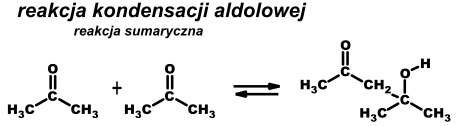 reakcja kondensacji aldolowej
reakcja sumaryczna
O
H₃C C CH₃
+
O
H₃C C CH₃
O
H₃C C CH₂
O H
C
H₃C CH₃